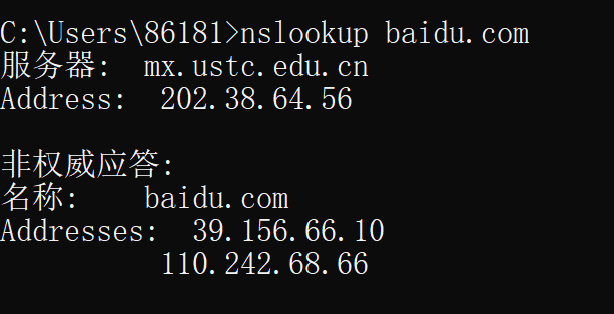 C:\Users\86181>nslookup baidu.com
服务器:  mx.ustc.edu.cn
Address:  202.38.64.56

非权威应答:
名称:    baidu.com
Addresses:  39.156.66.10
          110.242.68.66